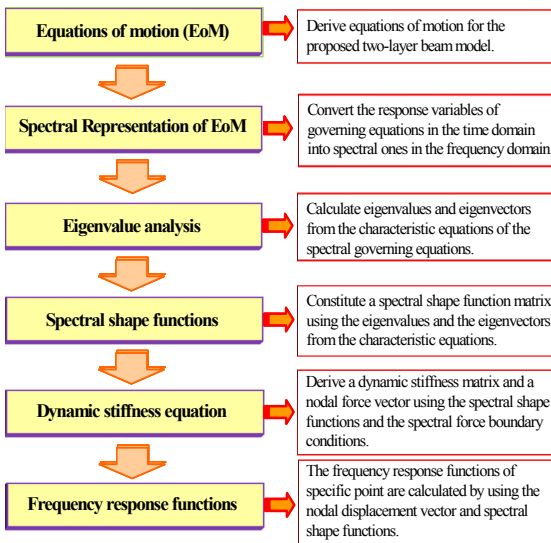 Equations of motion (EoM)
Derive equations of motion for the
proposed two-layer beam model.
Spectral Representation of EoM
Convert the response variables of
governing equations in the time domain
into spectral ones in the frequency domain
Eigenvalue analysis
Calculate eigenvalues and eigenvectors
from the characteristic equations of the
spectral governing equations.
Spectral shape functions
Constitute a spectral shape function matrix
using the eigenvalues and the eigenvectors
from the characteristic equations.
Dynamic stiffness equation
Derive a dynamic stiffness matrix and a
nodal force vector using the spectral shape
functions and the spectral force boundary
conditions.
Frequency response functions
The frequency response functions of
specific point are calculated by using the
nodal displacement vector and spectral
shape functions.